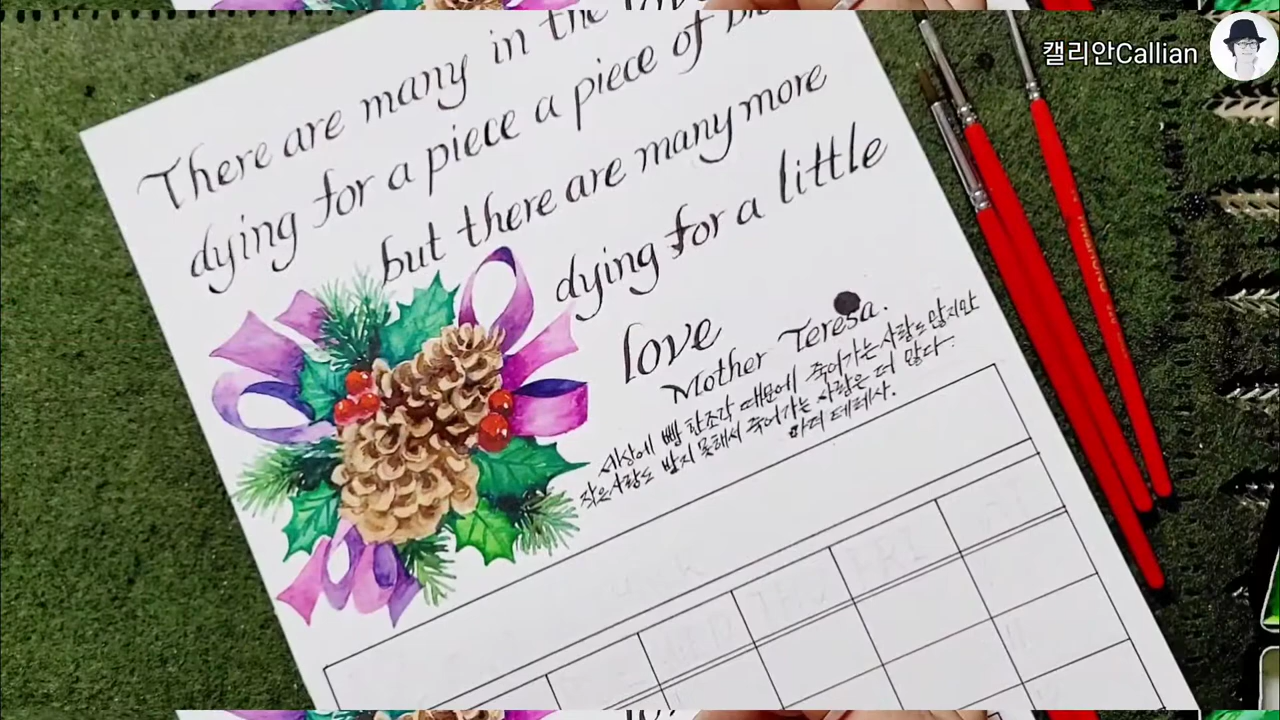 캘리안Callian
There are many in the
dying for a piece a piece of
but there are many more
dying for a little
love
Mother Teresa.
세상에 빵 한조각 때문에 죽어가는 사람도 많지만
작은사랑도 받지 못해서 죽어가는 사람은 더 많다.
마더 테레사.
WED THU FRI